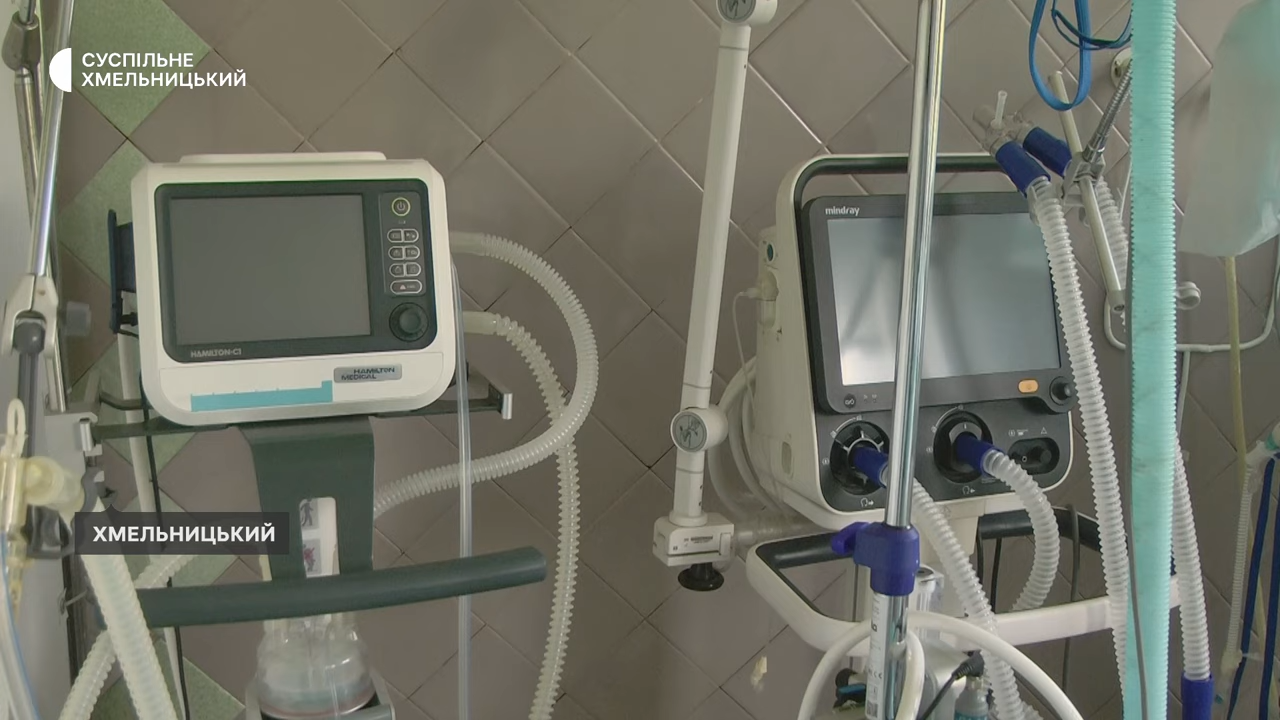 СУСПІЛЬНЕ
ХМЕЛЬНИЦЬКИЙ
mindray
HAMILTON-C1
HAMILTON
MEDICAL
ХМЕЛЬНИЦЬКИЙ